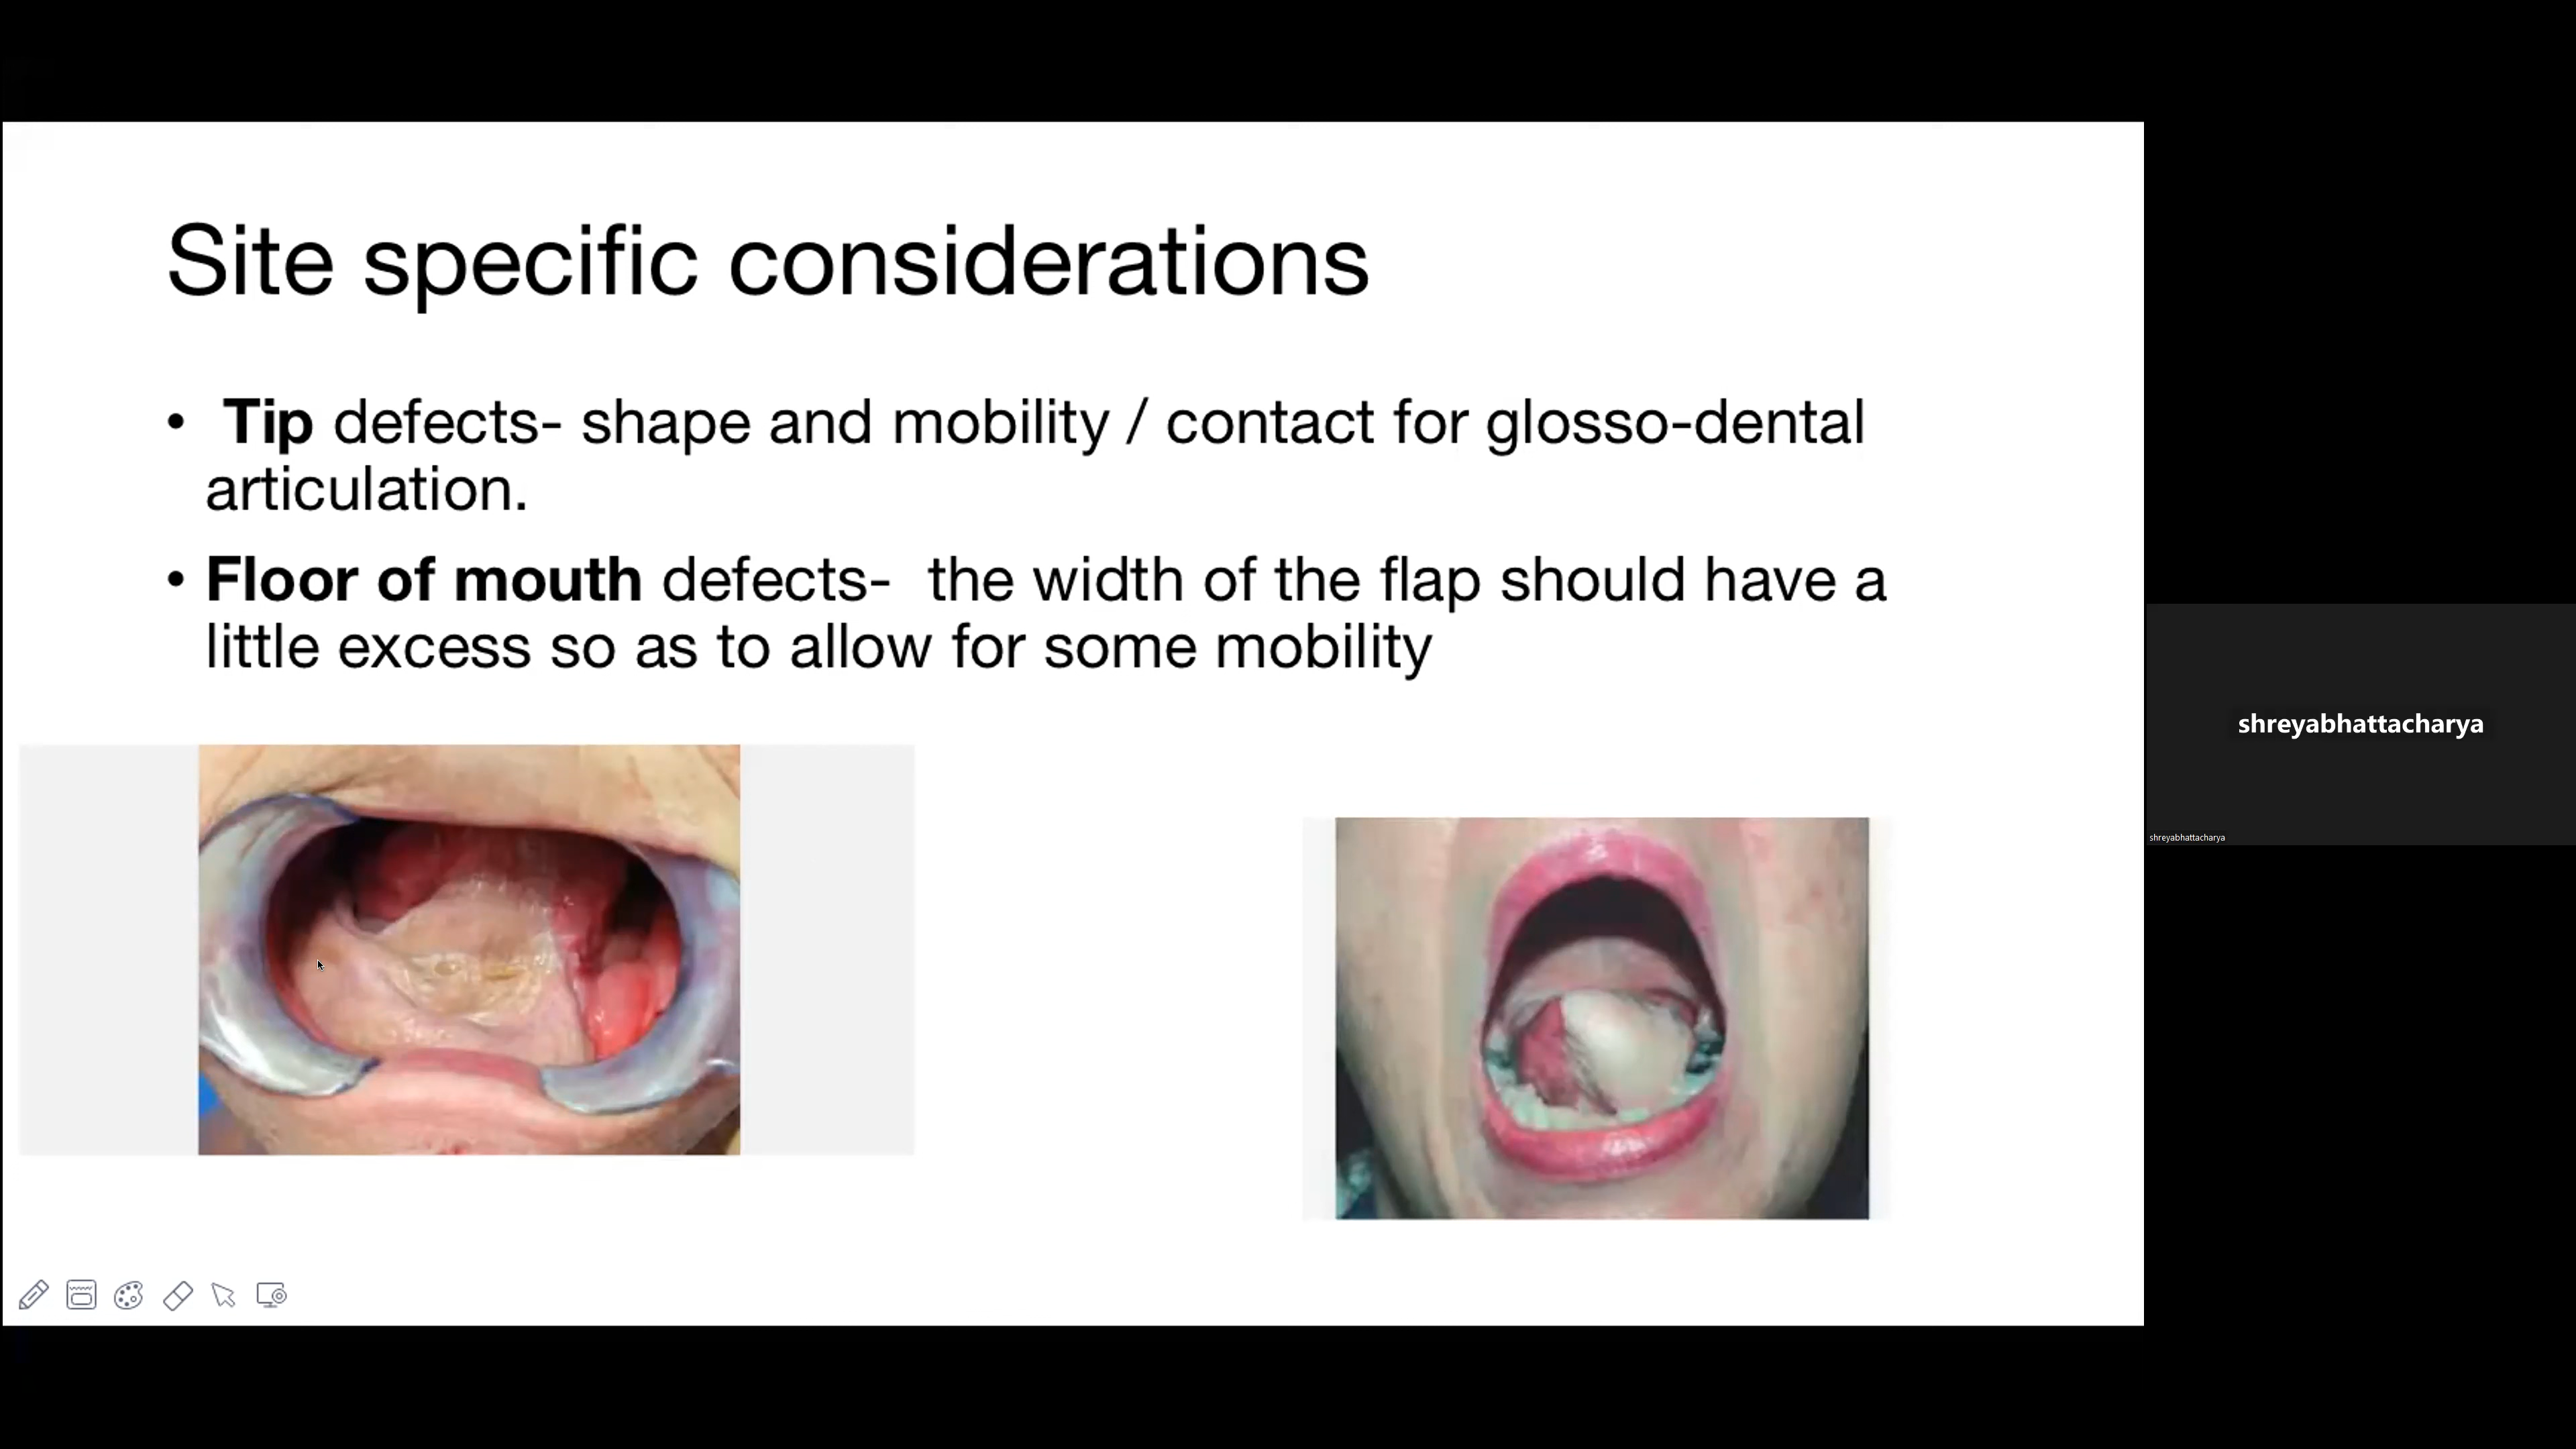 Site specific considerations
• Tip defects- shape and mobility / contact for glosso-dental
articulation.
• Floor of mouth defects- the width of the flap should have a
little excess so as to allow for some mobility
shreyabhattacharya
shreyabhattacharya